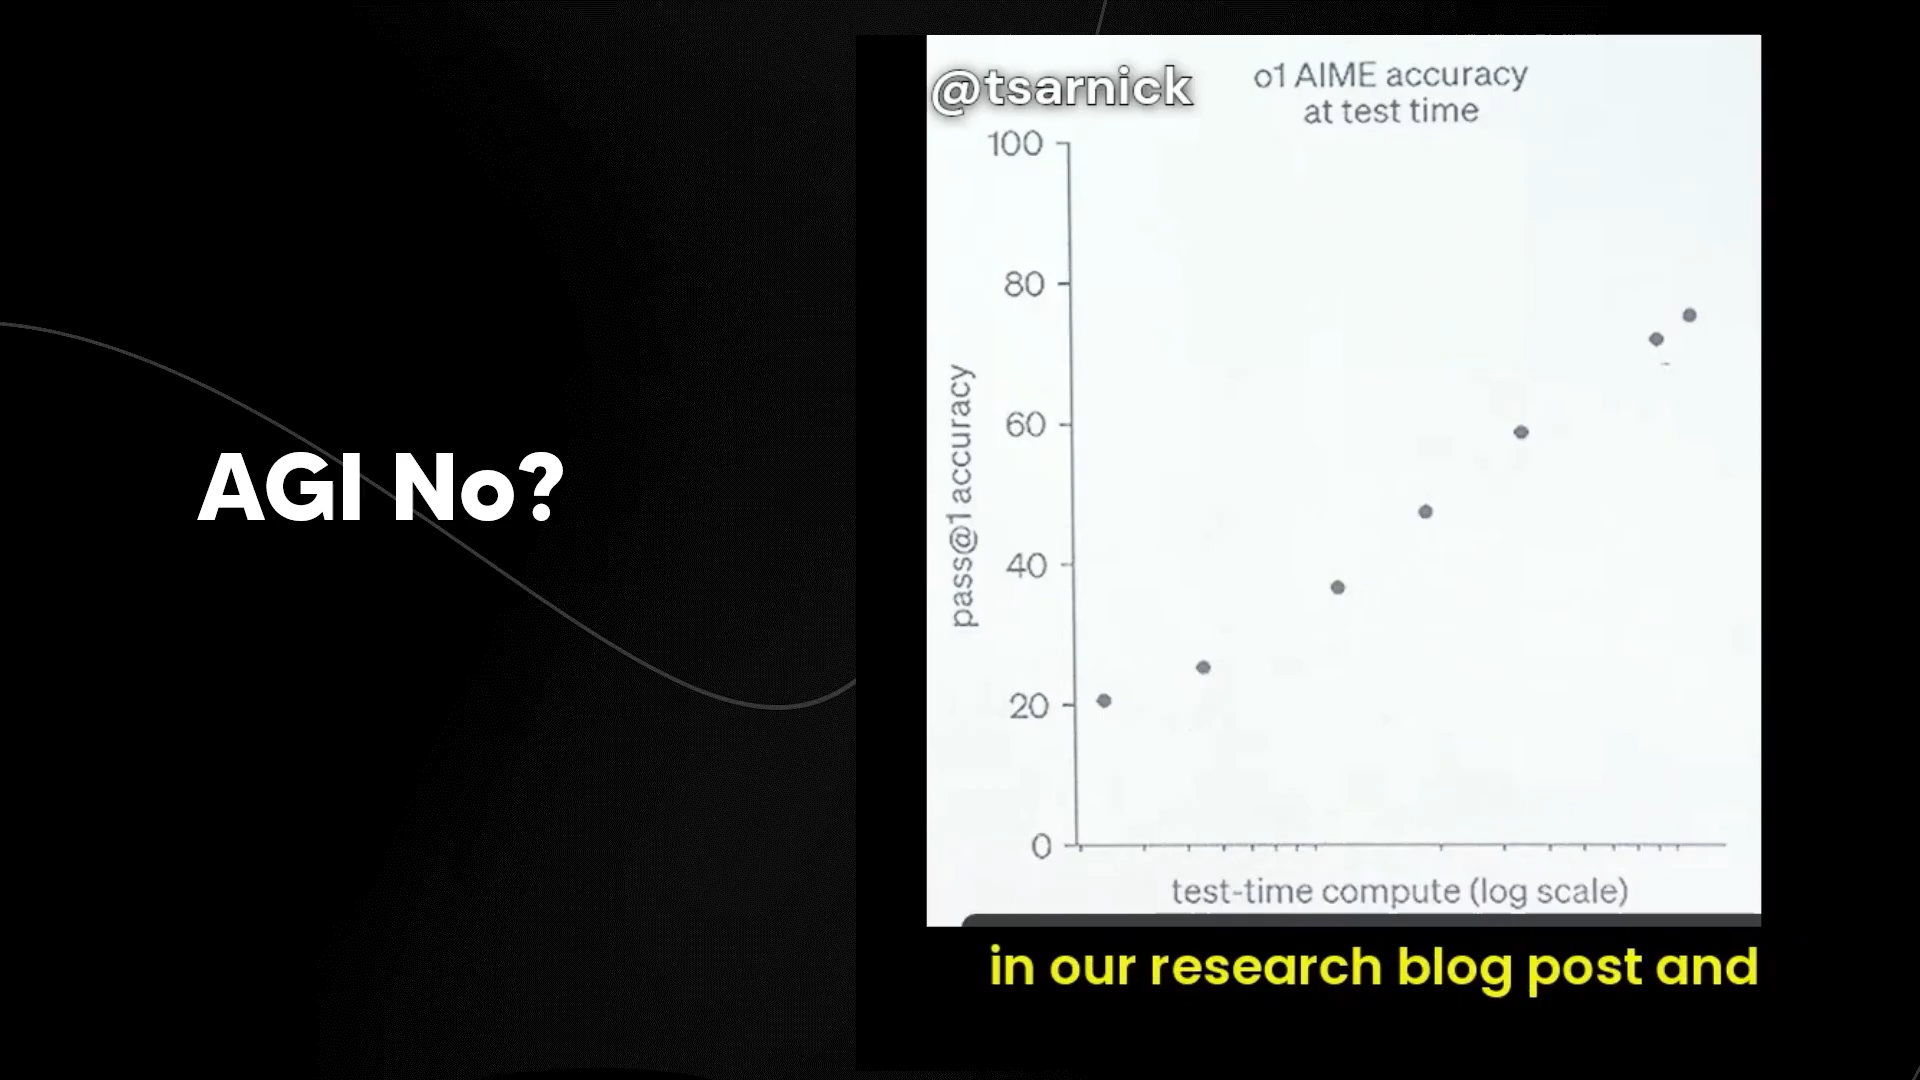 AGI No?
@tsarnick
o1 AIME accuracy
at test time
100
80
60
40
20
0
pass@1 accuracy
test-time compute (log scale)
in our research blog post and